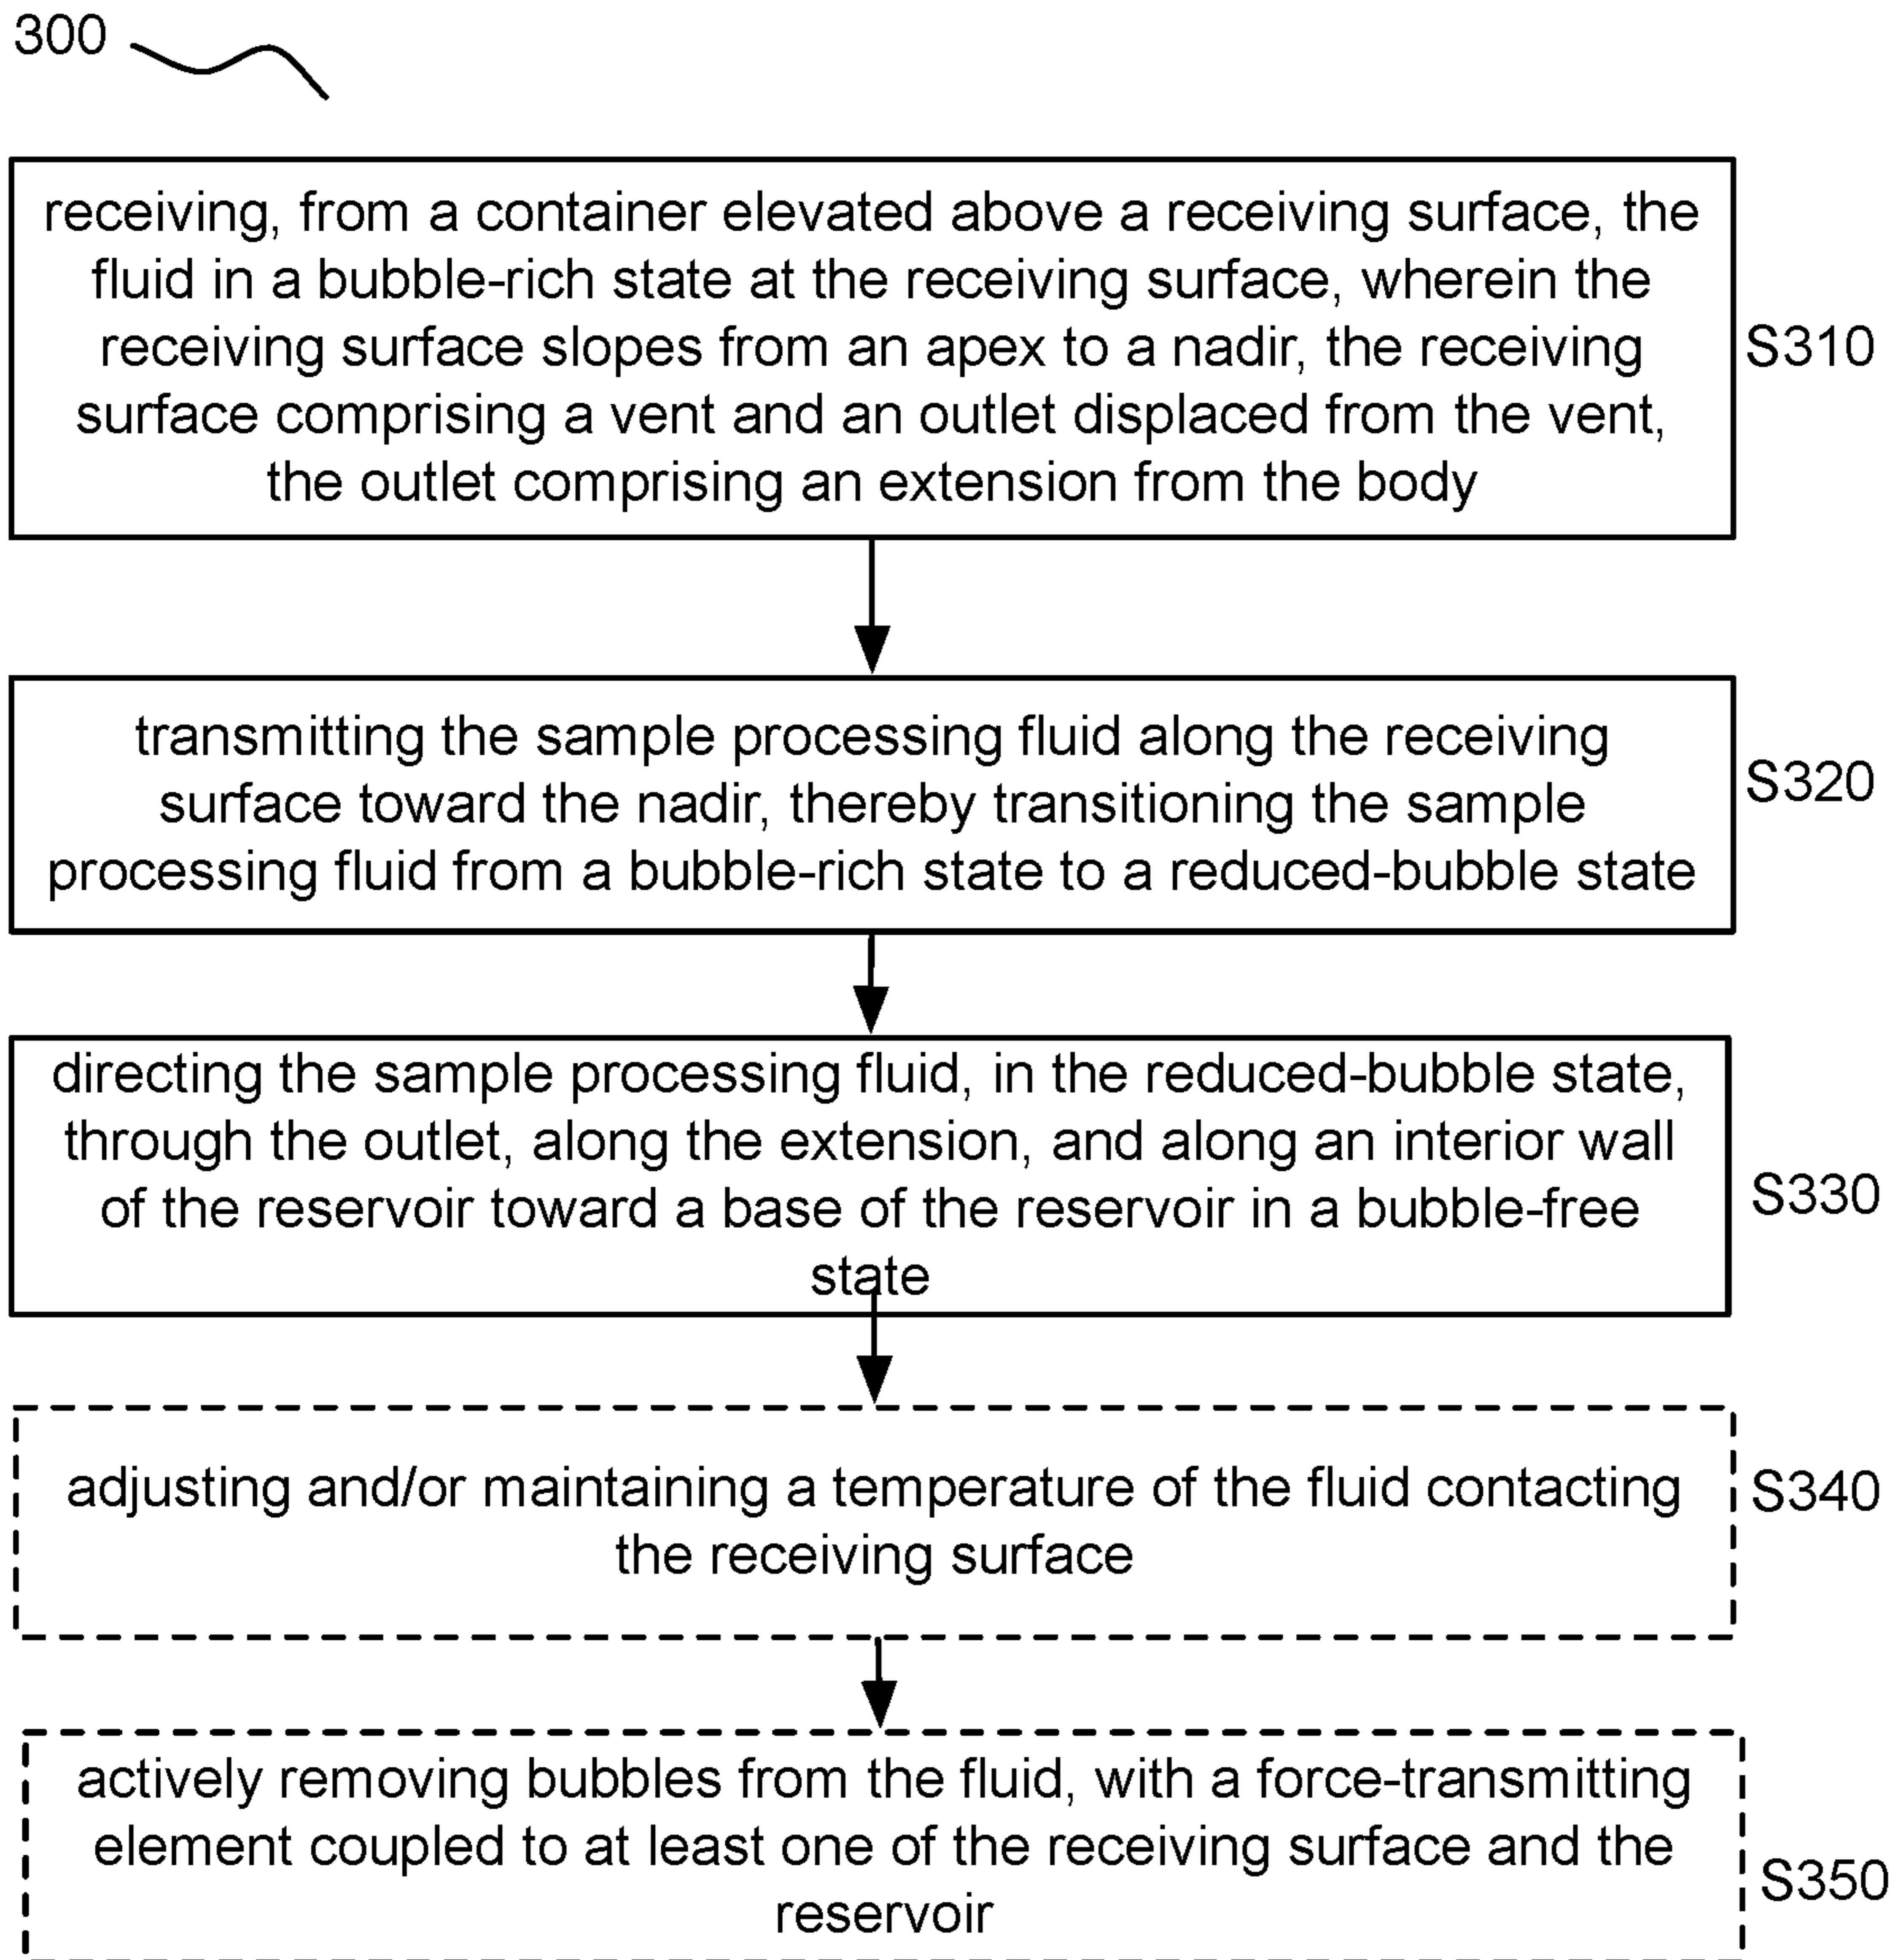 300
receiving, from a container elevated above a receiving surface, the
fluid in a bubble-rich state at the receiving surface, wherein the
receiving surface slopes from an apex to a nadir, the receiving
surface comprising a vent and an outlet displaced from the vent,
the outlet comprising an extension from the body
S310
transmitting the sample processing fluid along the receiving
surface toward the nadir, thereby transitioning the sample
processing fluid from a bubble-rich state to a reduced-bubble state
S320
directing the sample processing fluid, in the reduced-bubble state,
through the outlet, along the extension, and along an interior wall
of the reservoir toward a base of the reservoir in a bubble-free
state
S330
adjusting and/or maintaining a temperature of the fluid contacting
the receiving surface
S340
actively removing bubbles from the fluid, with a force-transmitting
element coupled to at least one of the receiving surface and the
reservoir
S350